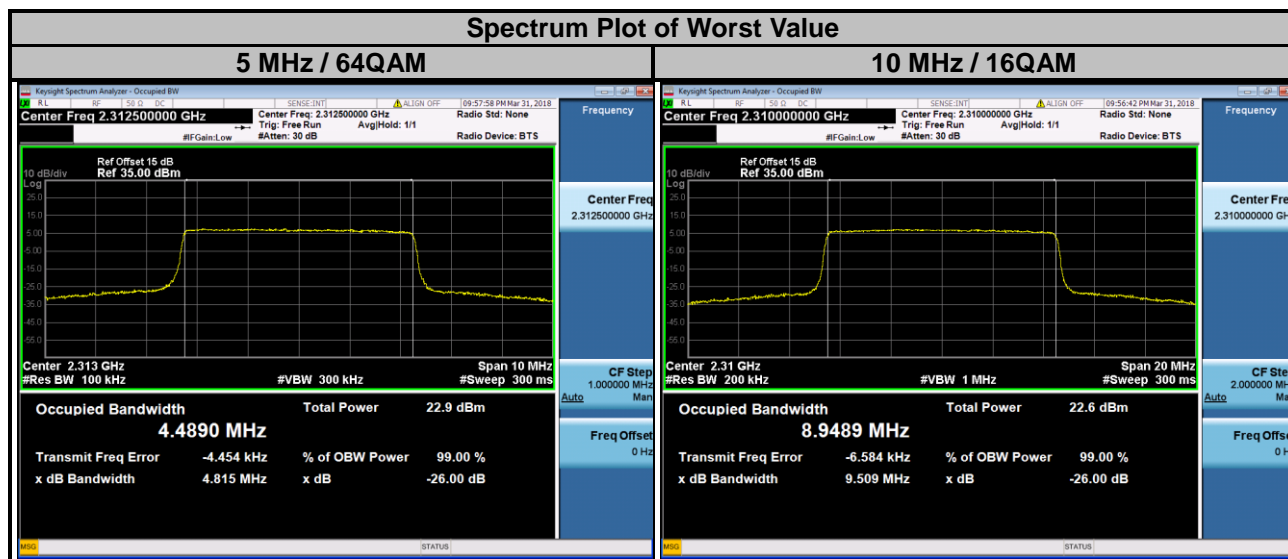 Spectrum Plot of Worst Value
5 MHz / 64QAM
10 MHz / 16QAM
Keysight Spectrum Analyzer - Occupied BW
RL RF 50 Ω DC SENSE:INT ALIGN OFF 09:57:58 PM Mar 31, 2018
Center Freq 2.312500000 GHz
Center Freq: 2.312500000 GHz
Radio Std: None
Trig: Free Run Avg|Hold: 1/1
#IFGain:Low #Atten: 30 dB Radio Device: BTS
Ref Offset 15 dB
10 dB/div Ref 35.00 dBm
Log
25.0
15.0
5.00
-5.00
-15.0
-25.0
-35.0
-45.0
-55.0
Center 2.313 GHz Span 10 MHz
#Res BW 100 kHz #VBW 300 kHz #Sweep 300 ms
Occupied Bandwidth Total Power 22.9 dBm
4.4890 MHz
Transmit Freq Error -4.454 kHz % of OBW Power 99.00 %
x dB Bandwidth 4.815 MHz x dB -26.00 dB
MSG STATUS
Frequency
Center Freq
2.312500000 GHz
CF Step
1.000000 MHz
Auto Man
Freq Offset
0 Hz
Keysight Spectrum Analyzer - Occupied BW
RL RF 50 Ω DC SENSE:INT ALIGN OFF 09:56:42 PM Mar 31, 2018
Center Freq 2.310000000 GHz
Center Freq: 2.310000000 GHz
Radio Std: None
Trig: Free Run Avg|Hold: 1/1
#IFGain:Low #Atten: 30 dB Radio Device: BTS
Ref Offset 15 dB
10 dB/div Ref 35.00 dBm
Log
25.0
15.0
5.00
-5.00
-15.0
-25.0
-35.0
-45.0
-55.0
Center 2.31 GHz Span 20 MHz
#Res BW 200 kHz #VBW 1 MHz #Sweep 300 ms
Occupied Bandwidth Total Power 22.6 dBm
8.9489 MHz
Transmit Freq Error -6.584 kHz % of OBW Power 99.00 %
x dB Bandwidth 9.509 MHz x dB -26.00 dB
MSG STATUS
Frequency
Center Fre
2.310000000 GH
CF Ste
2.000000 MH
Auto Ma
Freq Offse
0 H